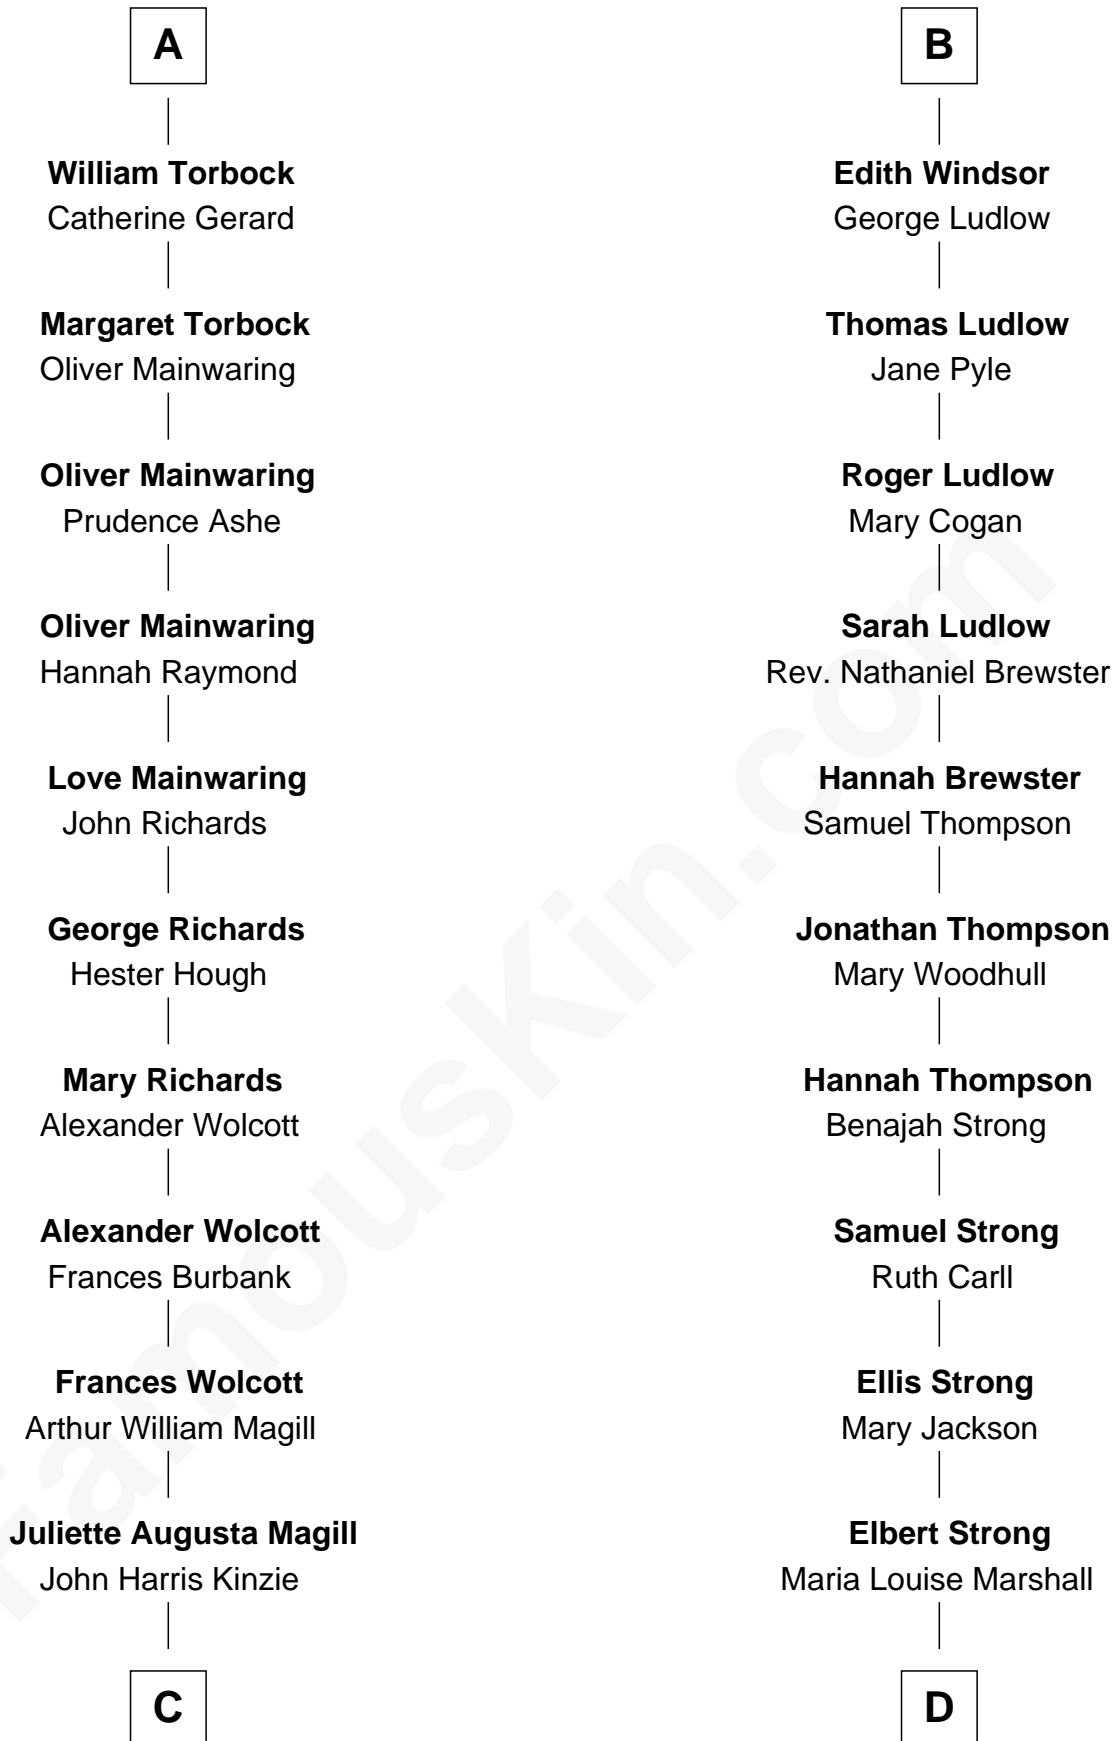 A
William Torbock
Catherine Gerard
Margaret Torbock
Oliver Mainwaring
Oliver Mainwaring
Prudence Ashe
Oliver Mainwaring
Hannah Raymond
Love Mainwaring
John Richards
George Richards
Hester Hough
Mary Richards
Alexander Wolcott
Alexander Wolcott
Frances Burbank
Frances Wolcott
Arthur William Magill
Juliette Augusta Magill
John Harris Kinzie
C
B
Edith Windsor
George Ludlow
Thomas Ludlow
Jane Pyle
Roger Ludlow
Mary Cogan
Sarah Ludlow
Rev. Nathaniel Brewster
Hannah Brewster
Samuel Thompson
Jonathan Thompson
Mary Woodhull
Hannah Thompson
Benajah Strong
Samuel Strong
Ruth Carll
Ellis Strong
Mary Jackson
Elbert Strong
Maria Louise Marshall
D
FamousKin.com